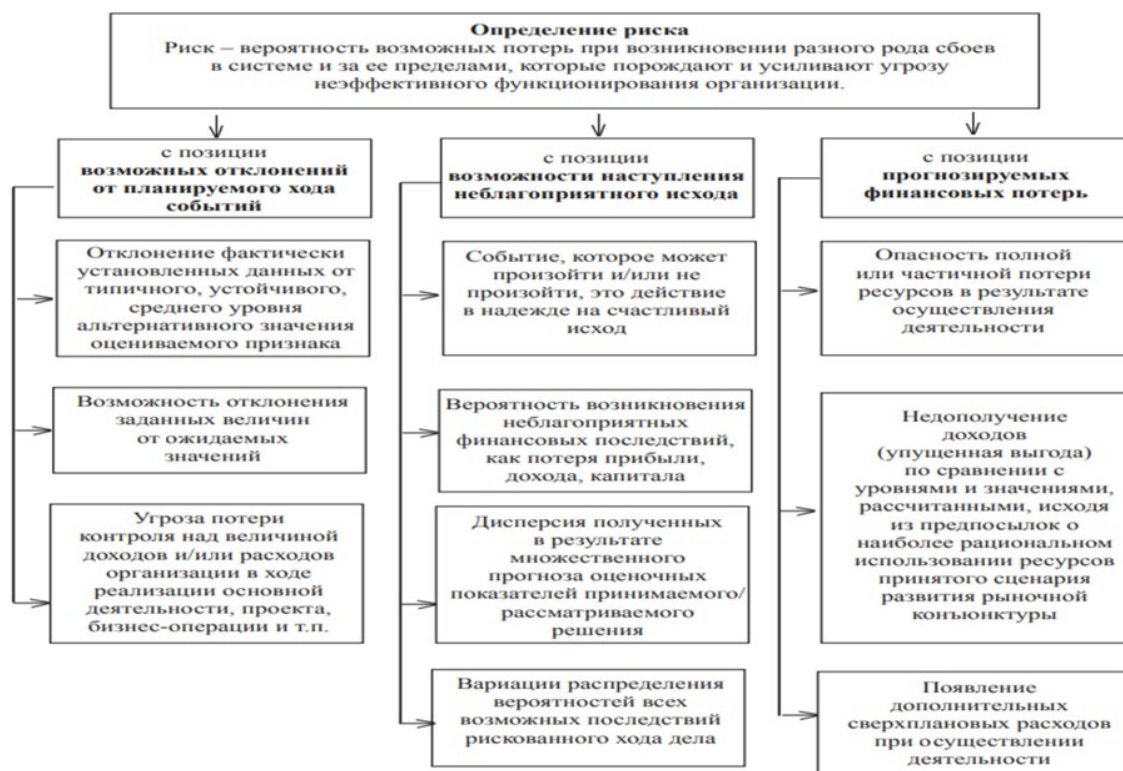 Определение риска
Риск – вероятность возможных потерь при возникновении разного рода сбоев
в системе и за ее пределами, которые порождают и усиливают угрозу
неэффективного функционирования организации.
с позиции
возможных отклонений
от планируемого хода
событий
Отклонение фактически
установленных данных от
типичного, устойчивого,
среднего уровня
альтернативного значения
оцениваемого признака
Возможность отклонения
заданных величин
от ожидаемых
значений
Угроза потери
контроля над величиной
доходов и/или расходов
организации в ходе
реализации основной
деятельности, проекта,
бизнес-операции и т.п.
с позиции
возможности наступления
неблагоприятного исхода
Событие, которое может
произойти и/или не
произойти, это действие
в надежде на счастливый
исход
Вероятность возникновения
неблагоприятных
финансовых последствий,
как потеря прибыли,
дохода, капитала
Дисперсия полученных
в результате
множественного
прогноза оценочных
показателей принимаемого/
рассматриваемого
решения
Вариации распределения
вероятностей всех
возможных последствий
рискованного хода дела
с позиции
прогнозируемых
финансовых потерь
Опасность полной
или частичной потери
ресурсов в результате
осуществления
деятельности
Недополучение
доходов
(упущенная выгода)
по сравнении с
уровнями и значениями,
рассчитанными, исходя
из предпосылок о
наиболее рациональном
использовании ресурсов
принятого сценария
развития рыночной
конъюнктуры
Появление
дополнительных
сверхплановых расходов
при осуществлении
деятельности